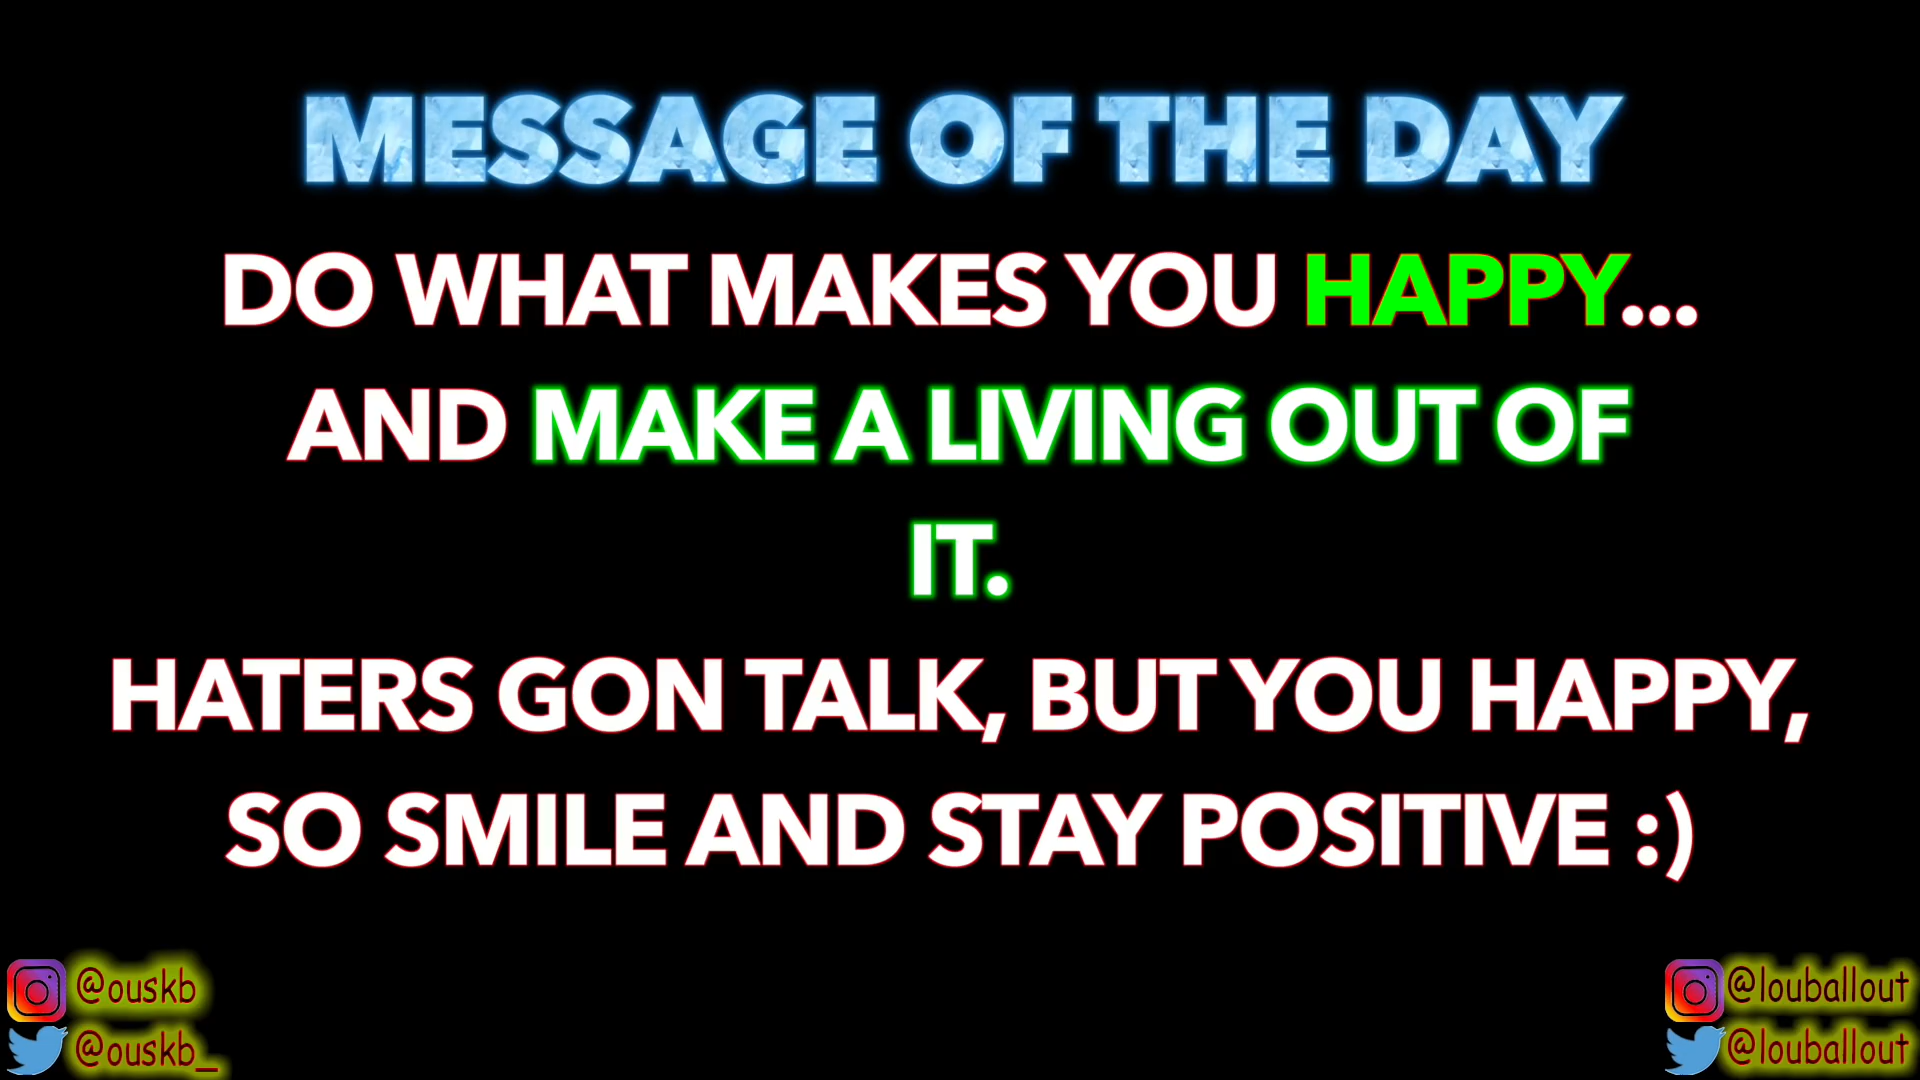 MESSAGE OF THE DAY
DO WHAT MAKES YOU HAPPY...
AND MAKE A LIVING OUT OF
IT.
HATERS GON TALK, BUT YOU HAPPY,
SO SMILE AND STAY POSITIVE :)
@ouskb
@ouskb_
@louballout
@louballout